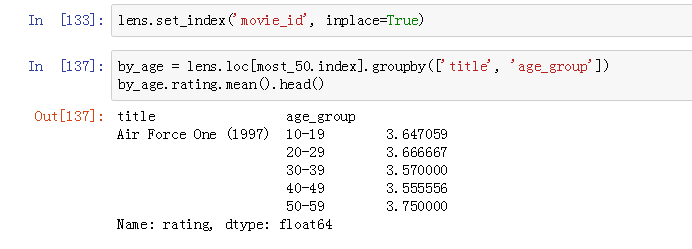 In [133]: lens.set_index('movie_id', inplace=True)
In [137]: by_age = lens.loc[most_50.index].groupby(['title', 'age_group'])
by_age.rating.mean().head()
Out[137]: title age_group
Air Force One (1997) 10-19 3.647059
20-29 3.666667
30-39 3.570000
40-49 3.555556
50-59 3.750000
Name: rating, dtype: float64